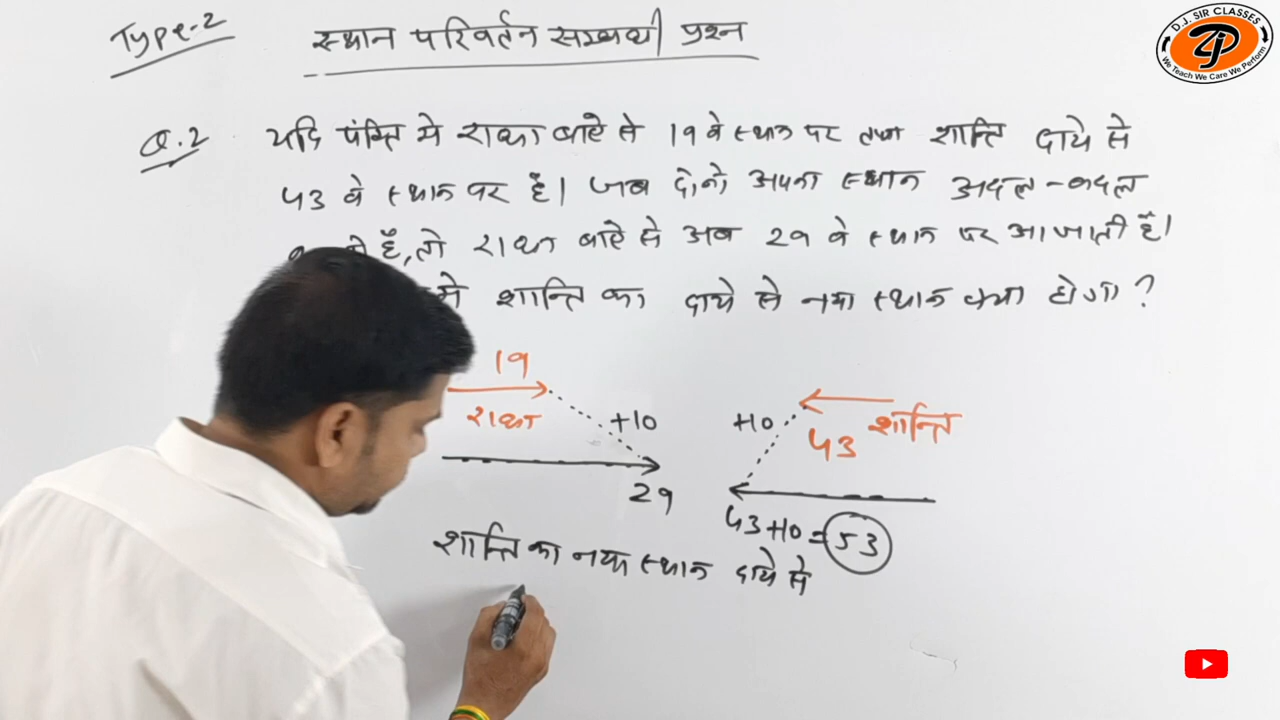 Type-2
स्थान परिवर्तन सम्बन्धी प्रश्न
D.J. SIR CLASSES
We Teach We Care We Perform
Q.2 यदि पंक्ति मे राधा बाऐ से 19 वे स्थान पर तथा शान्ति दाये से
43 वे स्थान पर है। जब दोनो अपना स्थान अदल-बदल
है, तो राधा बाऐ से अब 29 वे स्थान पर आ जाती है।
मे शान्ति का दाये से नया स्थान क्या होगा?
19
राधा
+10
29
+10
43 शान्ति
43+10=53
शान्ति का नया स्थान दाये से